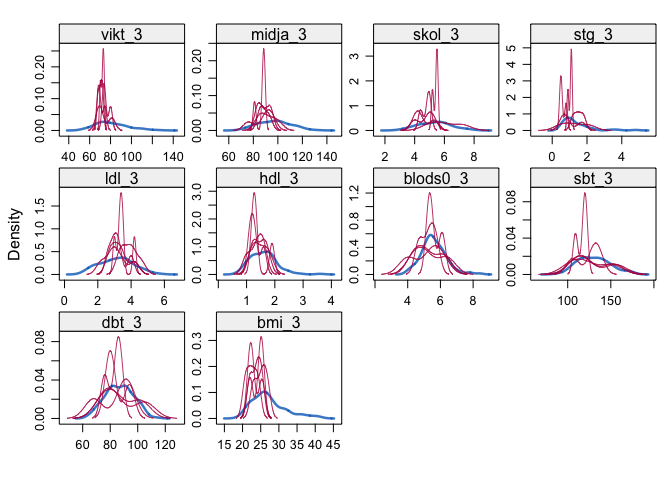 vikt_3 midja_3 skol_3 stg_3
0.00 0.10 0.20 0.00 0.10 0.20 0 1 2 3 0 1 2 3 4 5
40 60 80 100 140 60 80 100 140 2 4 6 8 0 2 4
ldl_3 hdl_3 blods0_3 sbt_3
Density
0.0 0.5 1.0 1.5 0.0 1.0 2.0 3.0 0.0 0.4 0.8 1.2 0.00 0.04 0.08
0 2 4 6 1 2 3 4 4 6 8 100 150
dbt_3 bmi_3
0.00 0.04 0.08 0.0 0.1 0.2 0.3
60 80 100 120 15 20 25 30 35 40 45